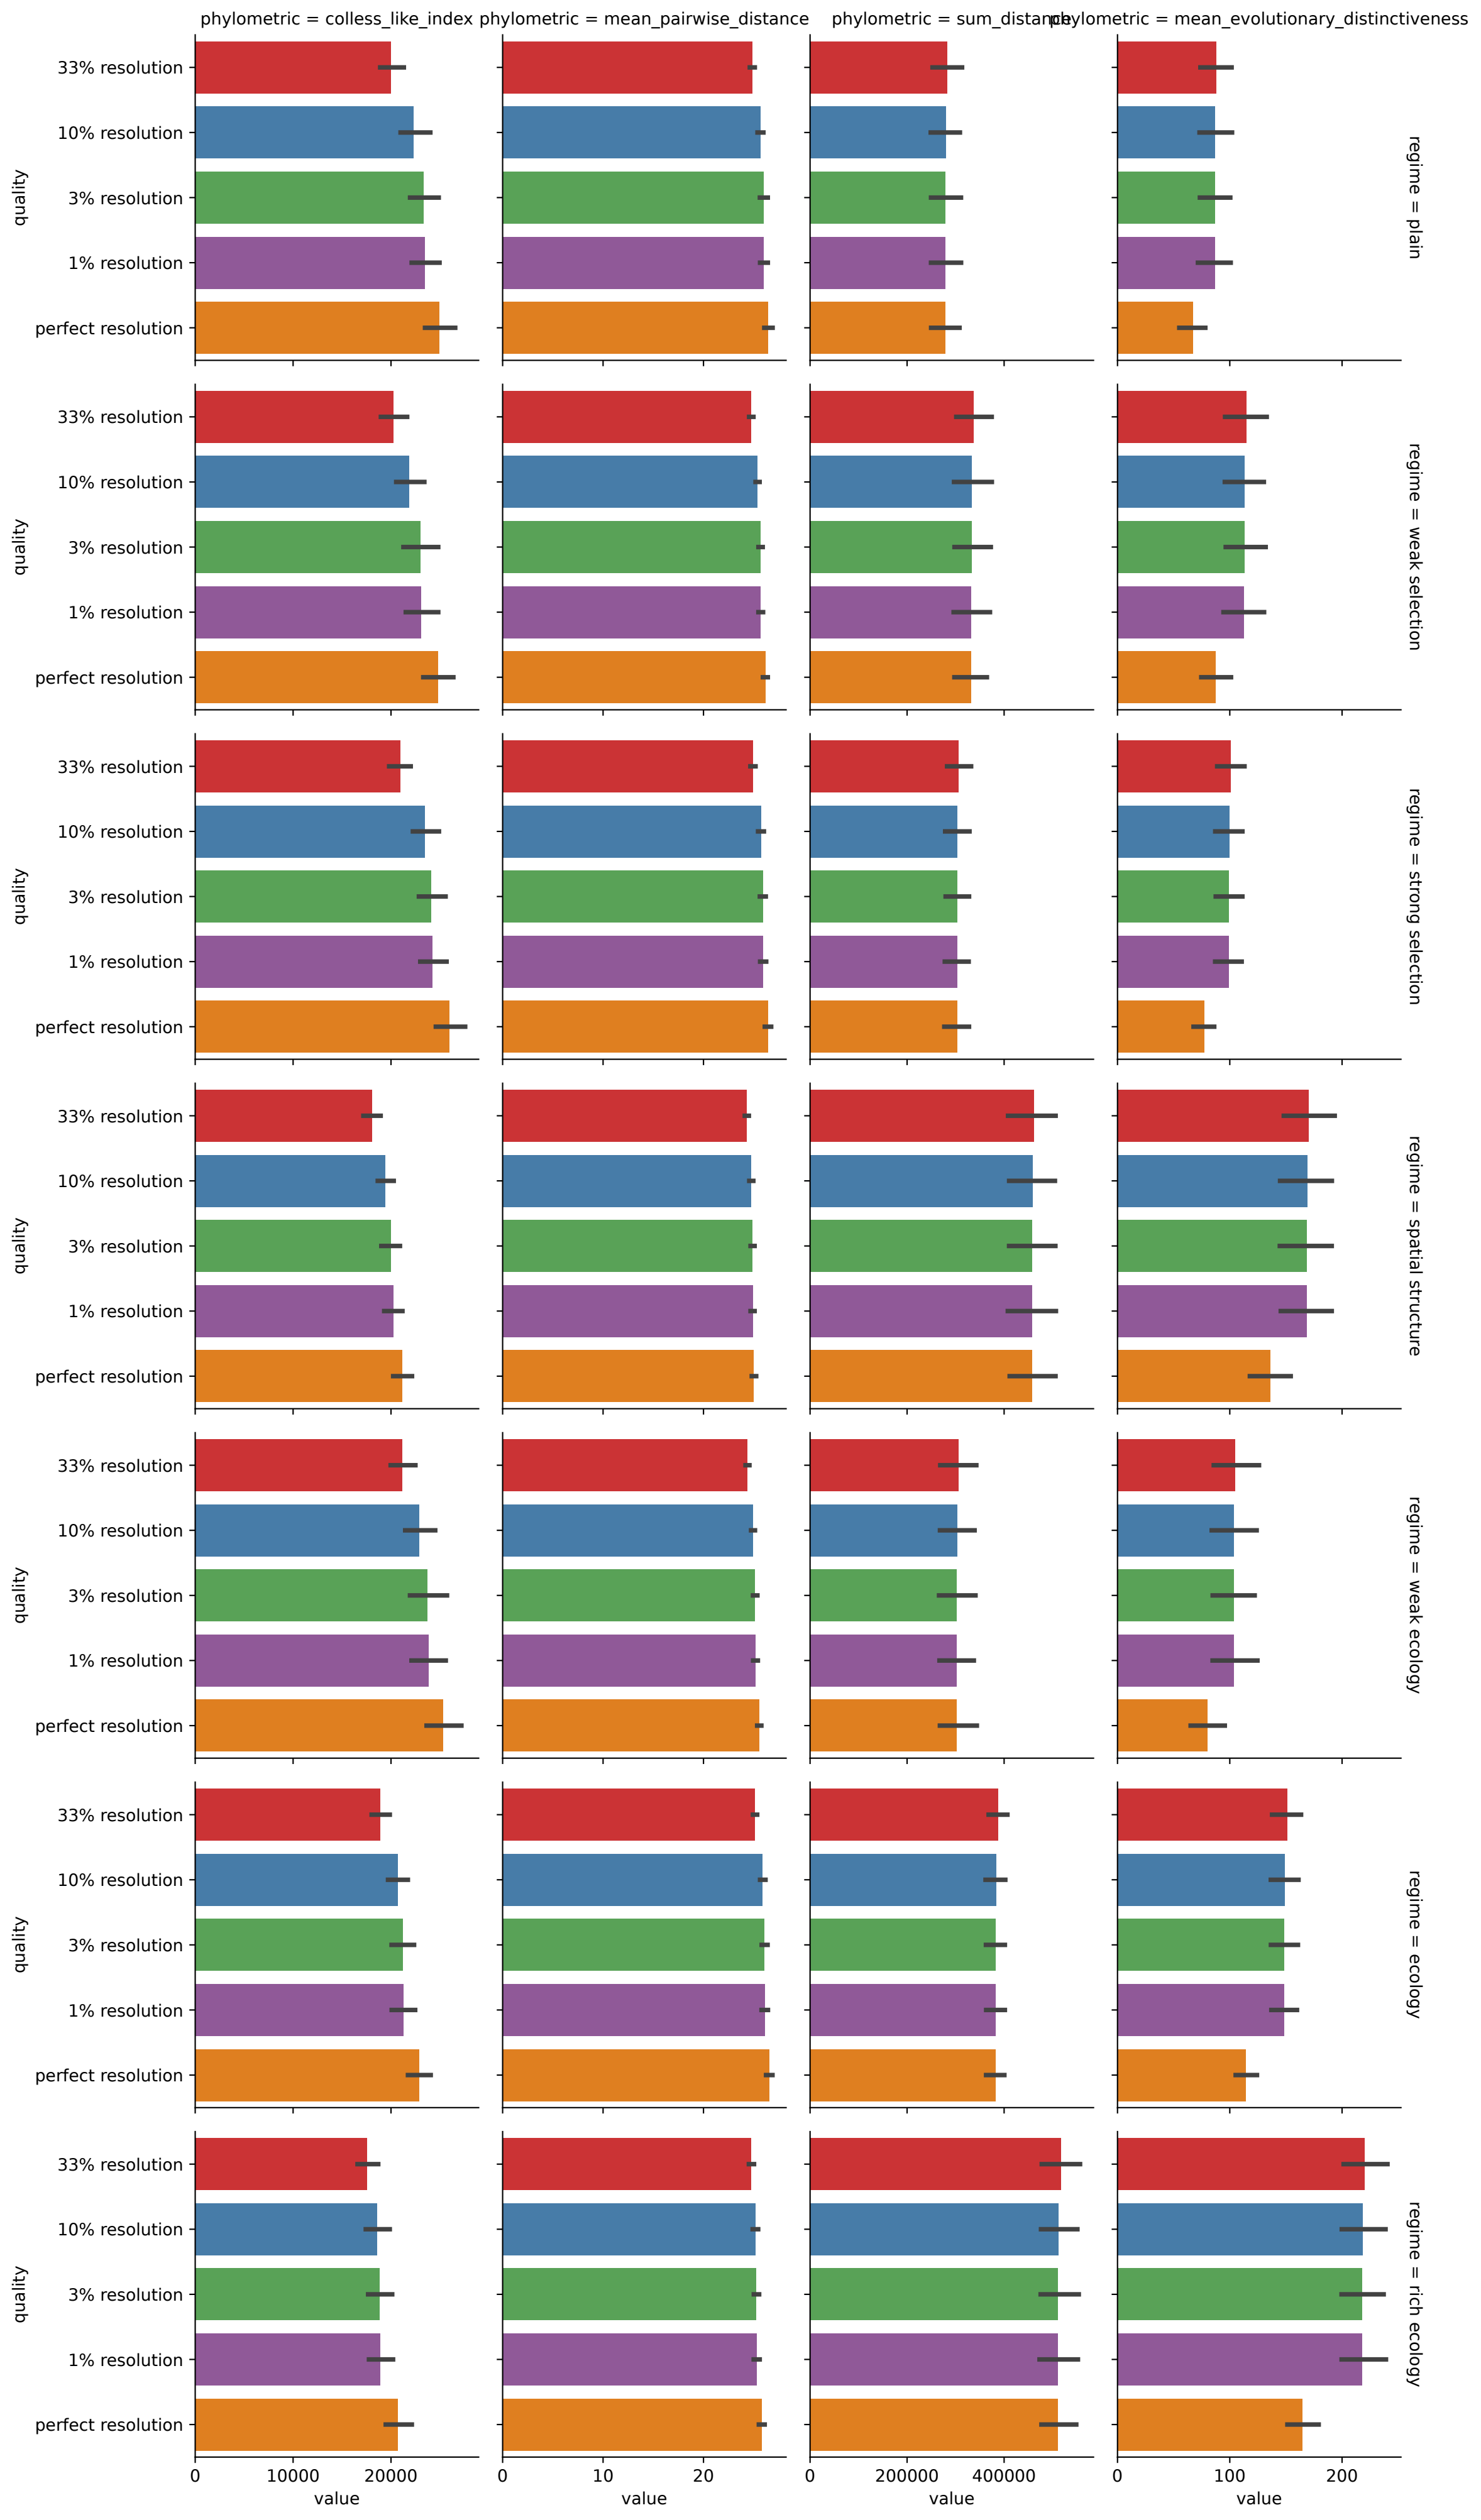 phylometric = colless_like_index
phylometric = mean_pairwise_distance
phylometric = sum_distance
phylometric = mean_evolutionary_distinctiveness
quality
33% resolution
10% resolution
3% resolution
1% resolution
perfect resolution
regime = plain
quality
33% resolution
10% resolution
3% resolution
1% resolution
perfect resolution
regime = weak selection
quality
33% resolution
10% resolution
3% resolution
1% resolution
perfect resolution
regime = strong selection
quality
33% resolution
10% resolution
3% resolution
1% resolution
perfect resolution
regime = spatial structure
quality
33% resolution
10% resolution
3% resolution
1% resolution
perfect resolution
regime = weak ecology
quality
33% resolution
10% resolution
3% resolution
1% resolution
perfect resolution
regime = ecology
quality
33% resolution
10% resolution
3% resolution
1% resolution
perfect resolution
regime = rich ecology
0 10000 20000
value
0 10 20
value
0 200000 400000
value
0 100 200
value